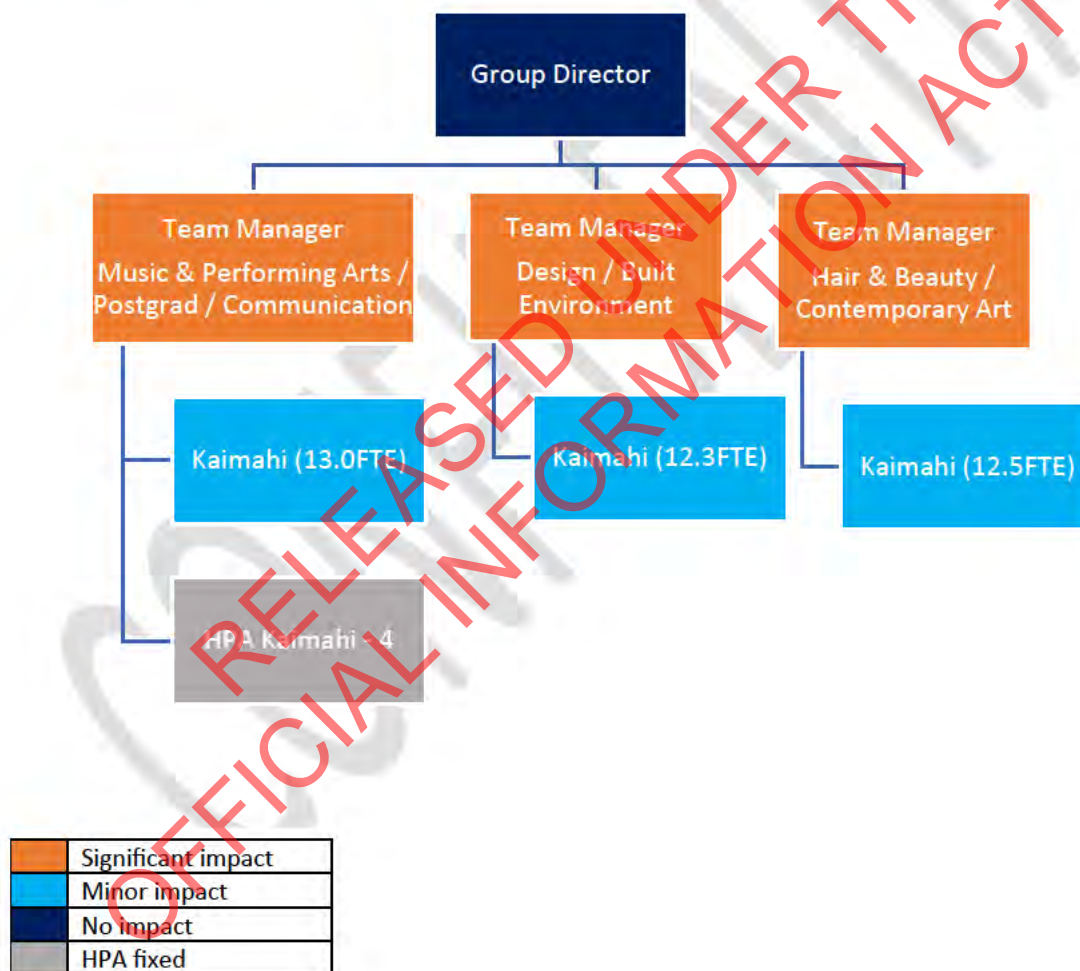 Group Director
Team Manager
Music & Performing Arts /
Postgrad / Communication
Team Manager
Design / Built
Environment
Team Manager
Hair & Beauty /
Contemporary Art
Kaimahi (13.0FTE)
Kaimahi (12.3FTE)
Kaimahi (12.5FTE)
HPA Kaimahi - 4
RELEASED UNDER
OFFICIAL INFORMATION ACT
Significant impact
Minor impact
No impact
HPA fixed